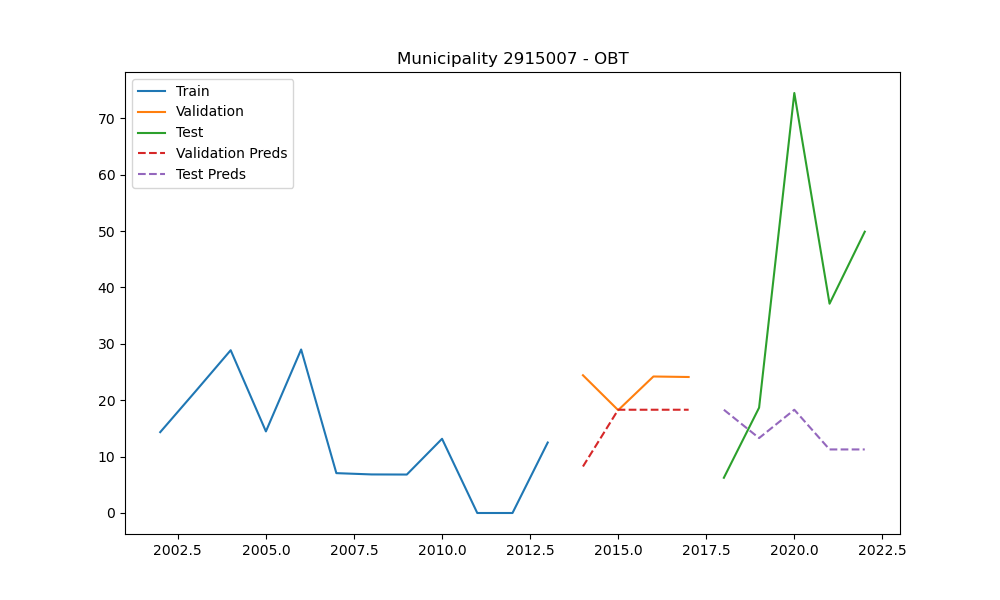 Municipality 2915007 - OBT
Train
Validation
Test
Validation Preds
Test Preds
70
60
50
40
30
20
10
0
2002.5 2005.0 2007.5 2010.0 2012.5 2015.0 2017.5 2020.0 2022.5